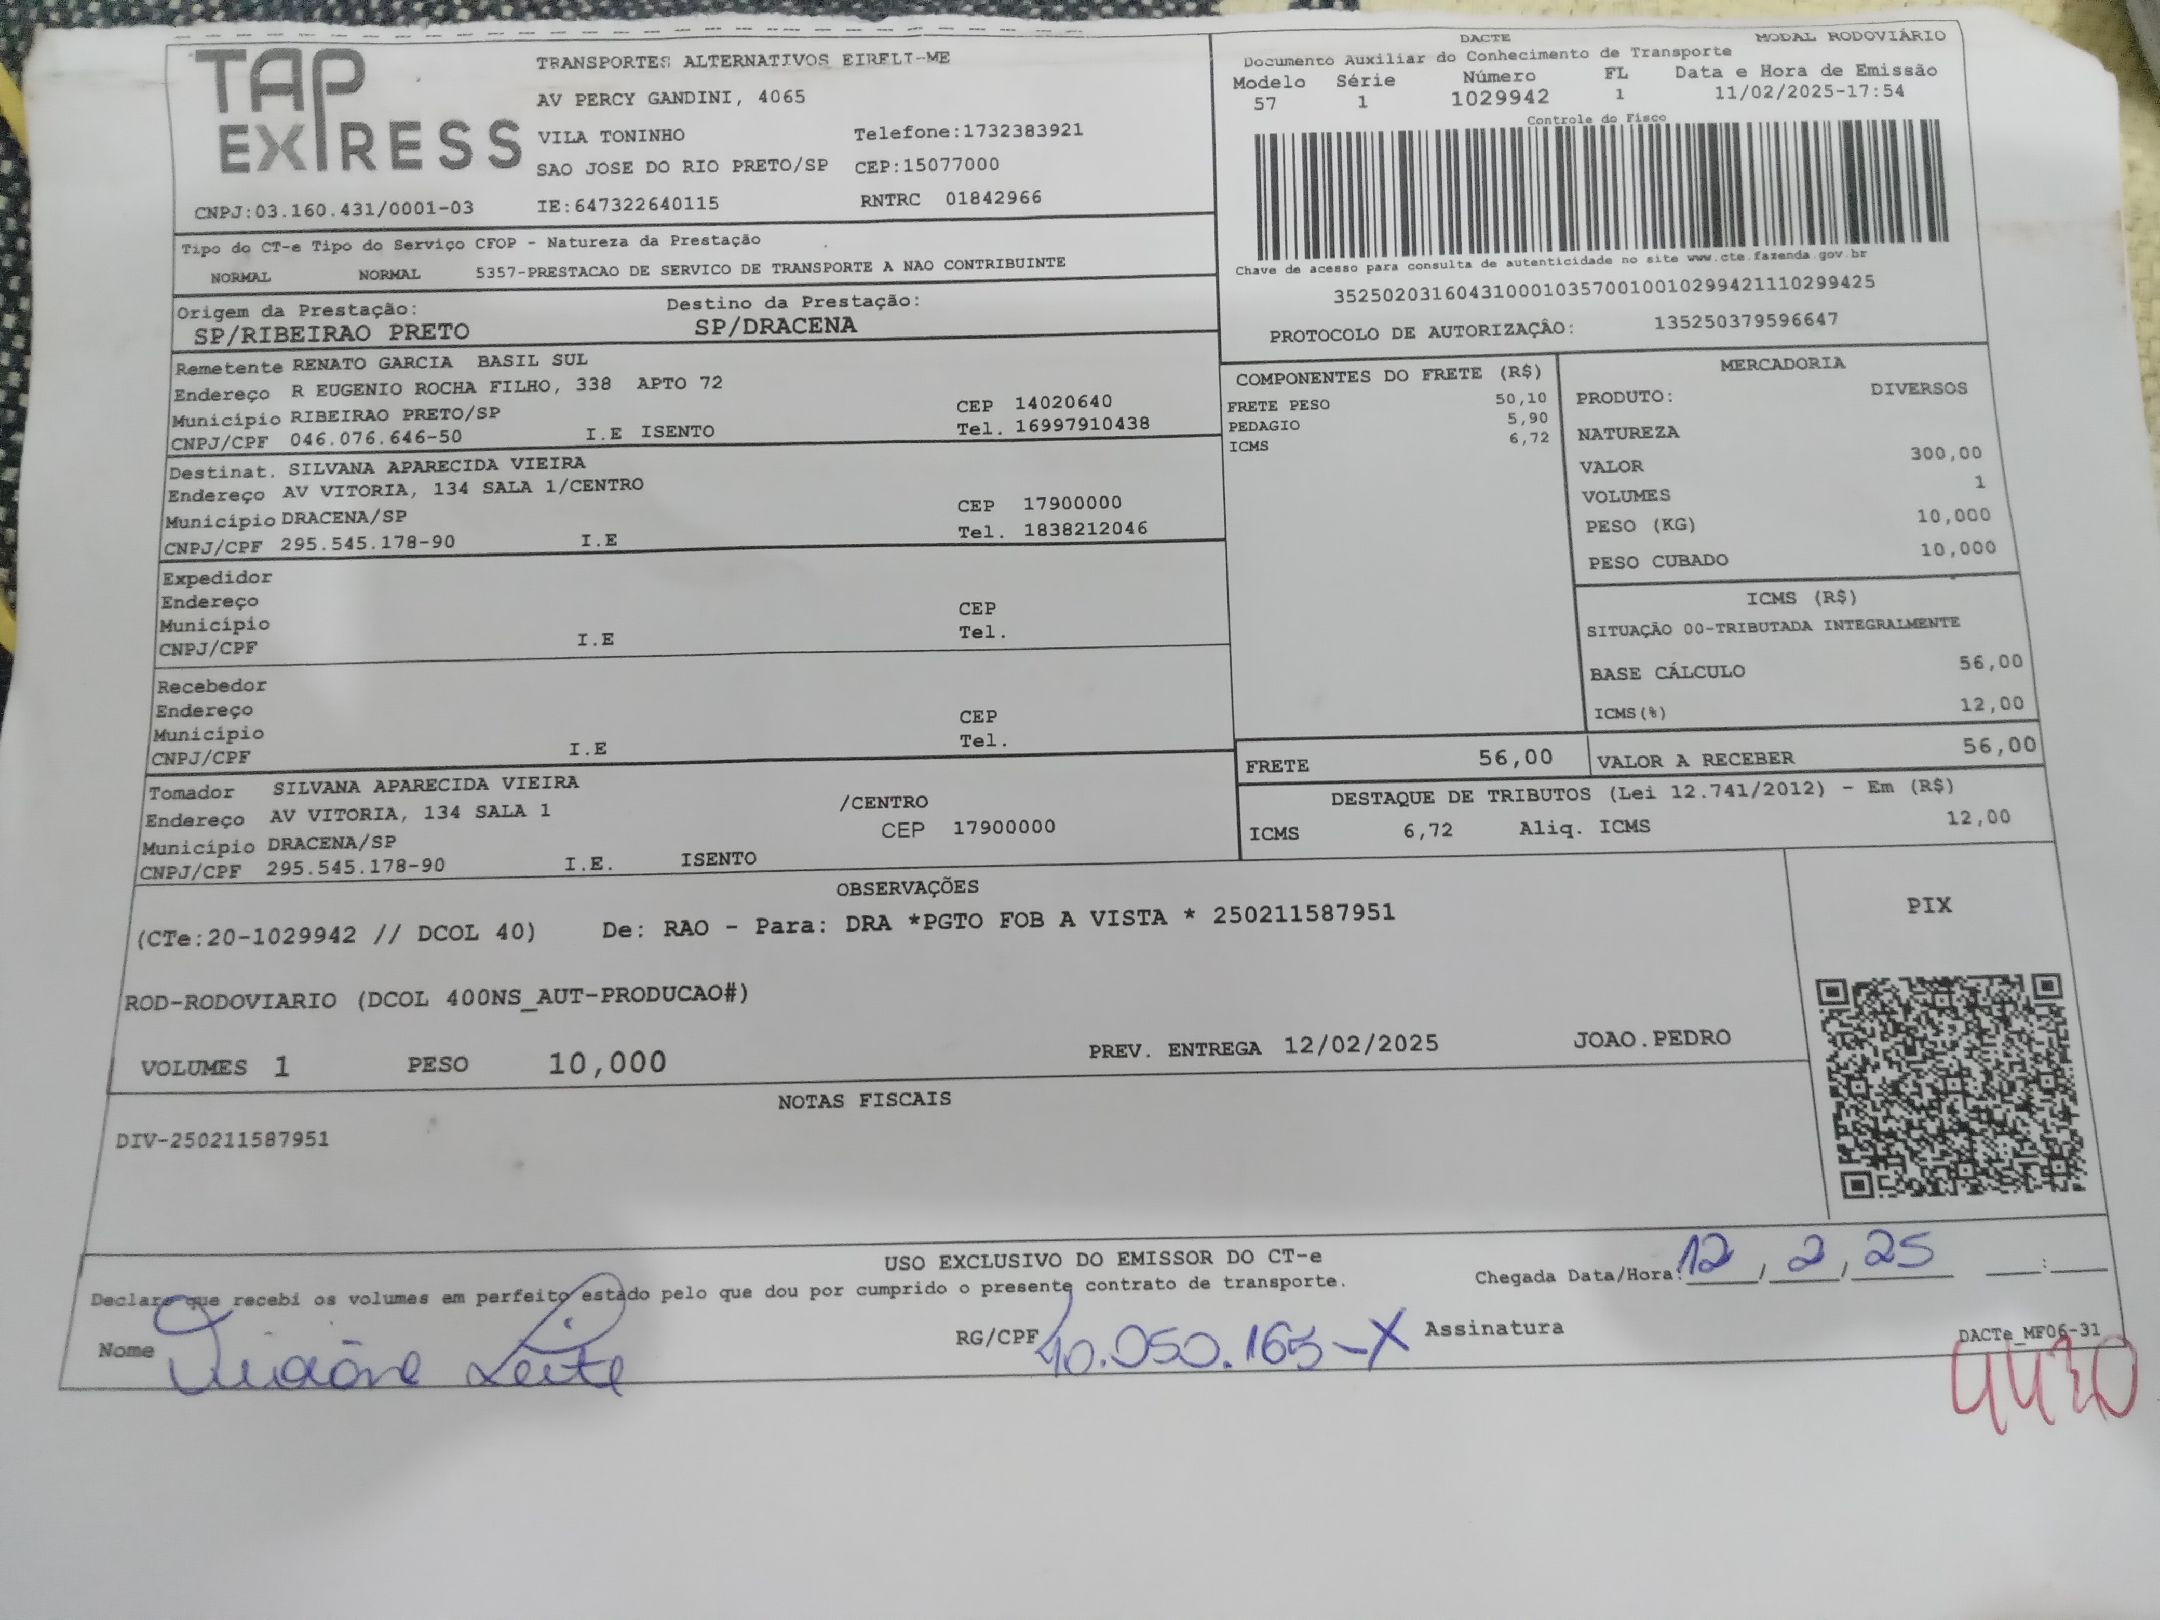 TAP EXPRESS
TRANSPORTES ALTERNATIVOS EIRELI-ME
AV PERCY GANDINI, 4065
VILA TONINHO Telefone:1732383921
SAO JOSE DO RIO PRETO/SP CEP:15077000
CNPJ:03.160.431/0001-03 IE:647322640115 RNTRC 01842966
DACTE MODAL RODOVIÁRIO
Documento Auxiliar do Conhecimento de Transporte
Modelo Série Número FL Data e Hora de Emissão
57 1 1029942 1 11/02/2025-17:54
Controle do Fisco
Chave de acesso para consulta de autenticidade no site www.cte.fazenda.gov.br
35250203160431000103570010010299421110299425
PROTOCOLO DE AUTORIZAÇÂO: 135250379596647
Tipo do CT-e Tipo do Serviço CFOP - Natureza da Prestação
NORMAL NORMAL 5357-PRESTACAO DE SERVICO DE TRANSPORTE A NAO CONTRIBUINTE
Origem da Prestação: Destino da Prestação:
SP/RIBEIRAO PRETO SP/DRACENA
Remetente RENATO GARCIA BASIL SUL
Endereço R EUGENIO ROCHA FILHO, 338 APTO 72
Município RIBEIRAO PRETO/SP CEP 14020640
CNPJ/CPF 046.076.646-50 I.E ISENTO Tel. 16997910438
Destinat. SILVANA APARECIDA VIEIRA
Endereço AV VITORIA, 134 SALA 1/CENTRO
Município DRACENA/SP CEP 17900000
CNPJ/CPF 295.545.178-90 I.E Tel. 1838212046
Expedidor
Endereço
Município CEP
CNPJ/CPF I.E Tel.
Recebedor
Endereço
Município CEP
CNPJ/CPF I.E Tel.
Tomador SILVANA APARECIDA VIEIRA
Endereço AV VITORIA, 134 SALA 1 /CENTRO
Município DRACENA/SP CEP 17900000
CNPJ/CPF 295.545.178-90 I.E. ISENTO
COMPONENTES DO FRETE (R$)
FRETE PESO 50,10
PEDAGIO 5,90
ICMS 6,72
MERCADORIA
PRODUTO: DIVERSOS
NATUREZA
VALOR 300,00
VOLUMES 1
PESO (KG) 10,000
PESO CUBADO 10,000
ICMS (R$)
SITUAÇÃO 00-TRIBUTADA INTEGRALMENTE
BASE CÁLCULO 56,00
ICMS(%) 12,00
FRETE 56,00 VALOR A RECEBER 56,00
DESTAQUE DE TRIBUTOS (Lei 12.741/2012) - Em (R$)
ICMS 6,72 Aliq. ICMS 12,00
OBSERVAÇÕES
(CTe:20-1029942 // DCOL 40) De: RAO - Para: DRA *PGTO FOB A VISTA * 250211587951
PIX
ROD-RODOVIARIO (DCOL 400NS_AUT-PRODUCAO#)
VOLUMES 1 PESO 10,000 PREV. ENTREGA 12/02/2025 JOAO.PEDRO
NOTAS FISCAIS
DIV-250211587951
USO EXCLUSIVO DO EMISSOR DO CT-e
Declaro que recebi os volumes em perfeito estado pelo que dou por cumprido o presente contrato de transporte.
Chegada Data/Hora: 12/2/25 :
Nome Leite RG/CPF 40.050.165-X Assinatura
DACTe_MF06-31